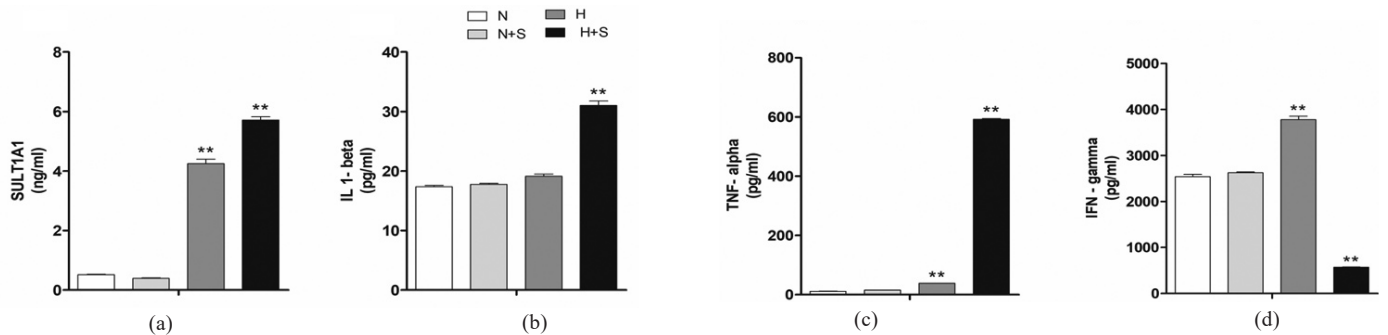 N
H
N+S
H+S
SULT1A1
(ng/ml)
8
6
4
2
0
**
**
(a)
IL 1- beta
(pg/ml)
40
30
20
10
0
**
(b)
TNF- alpha
(pg/ml)
800
600
400
200
0
**
**
(c)
IFN - gamma
(pg/ml)
5000
4000
3000
2000
1000
0
**
**
(d)